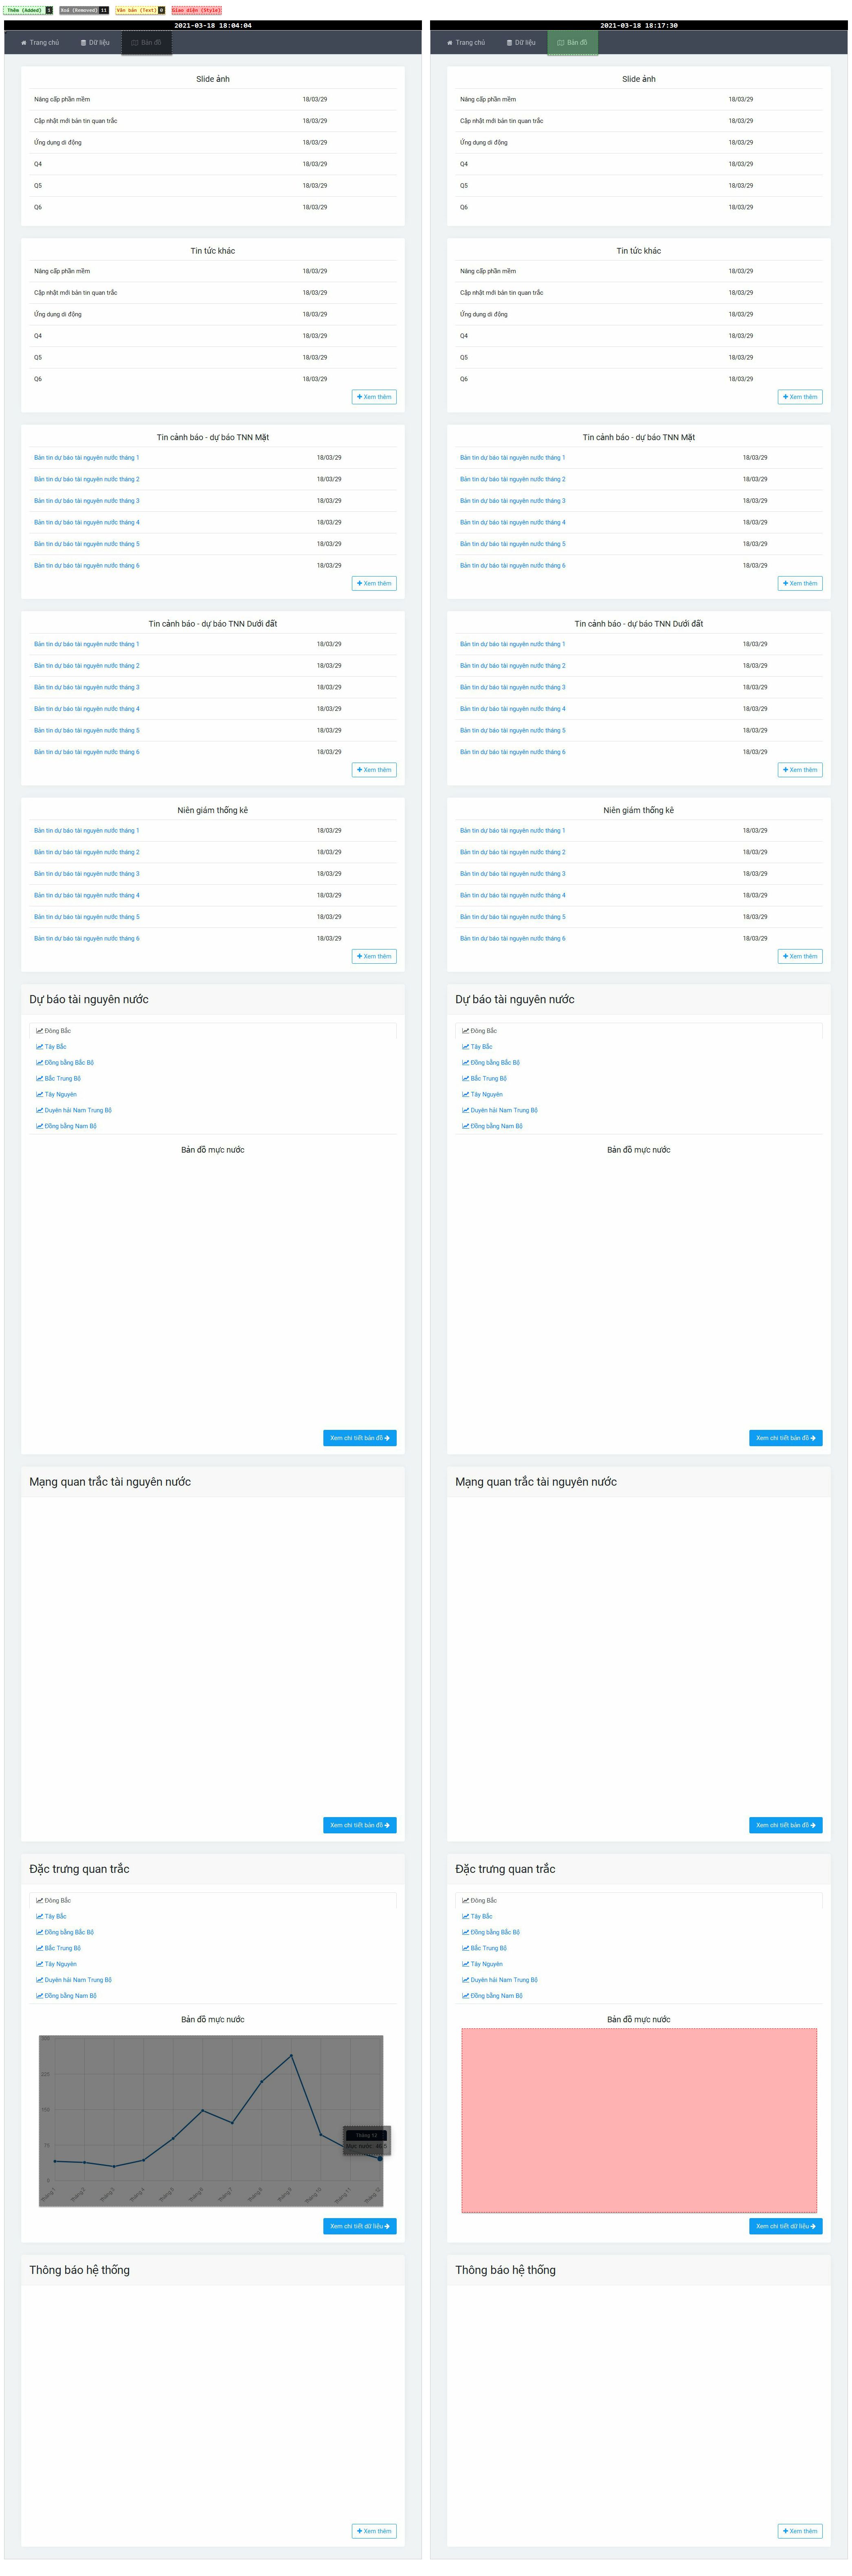 Thêm (Added) 1 Xoá (Removed) 11 Văn bản (Text) 0 Giao diện (Style)
2021-03-18 18:04:04
Trang chủ Dữ liệu Bản đồ
Slide ảnh
Nâng cấp phần mềm 18/03/29
Cập nhật mới bản tin quan trắc 18/03/29
Ứng dụng di động 18/03/29
Q4 18/03/29
Q5 18/03/29
Q6 18/03/29
Tin tức khác
Nâng cấp phần mềm 18/03/29
Cập nhật mới bản tin quan trắc 18/03/29
Ứng dụng di động 18/03/29
Q4 18/03/29
Q5 18/03/29
Q6 18/03/29
Xem thêm
Tin cảnh báo - dự báo TNN Mặt
Bản tin dự báo tài nguyên nước tháng 1 18/03/29
Bản tin dự báo tài nguyên nước tháng 2 18/03/29
Bản tin dự báo tài nguyên nước tháng 3 18/03/29
Bản tin dự báo tài nguyên nước tháng 4 18/03/29
Bản tin dự báo tài nguyên nước tháng 5 18/03/29
Bản tin dự báo tài nguyên nước tháng 6 18/03/29
Xem thêm
Tin cảnh báo - dự báo TNN Dưới đất
Bản tin dự báo tài nguyên nước tháng 1 18/03/29
Bản tin dự báo tài nguyên nước tháng 2 18/03/29
Bản tin dự báo tài nguyên nước tháng 3 18/03/29
Bản tin dự báo tài nguyên nước tháng 4 18/03/29
Bản tin dự báo tài nguyên nước tháng 5 18/03/29
Bản tin dự báo tài nguyên nước tháng 6 18/03/29
Xem thêm
Niên giám thống kê
Bản tin dự báo tài nguyên nước tháng 1 18/03/29
Bản tin dự báo tài nguyên nước tháng 2 18/03/29
Bản tin dự báo tài nguyên nước tháng 3 18/03/29
Bản tin dự báo tài nguyên nước tháng 4 18/03/29
Bản tin dự báo tài nguyên nước tháng 5 18/03/29
Bản tin dự báo tài nguyên nước tháng 6 18/03/29
Xem thêm
Dự báo tài nguyên nước
Đông Bắc
Tây Bắc
Đồng bằng Bắc Bộ
Bắc Trung Bộ
Tây Nguyên
Duyên hải Nam Trung Bộ
Đồng bằng Nam Bộ
Bản đồ mực nước
Xem chi tiết bản đồ
Mạng quan trắc tài nguyên nước
Xem chi tiết bản đồ
Đặc trưng quan trắc
Đông Bắc
Tây Bắc
Đồng bằng Bắc Bộ
Bắc Trung Bộ
Tây Nguyên
Duyên hải Nam Trung Bộ
Đồng bằng Nam Bộ
Bản đồ mực nước
225
150
75
0
Tháng 12
Tháng 1 Tháng 2 Tháng 3 Tháng 4 Tháng 5 Tháng 6 Tháng 7 Tháng 8 Tháng 9 Tháng 10 Tháng 11 Tháng 12
Xem chi tiết dữ liệu
Thông báo hệ thống
Xem thêm
2021-03-18 18:17:30
Trang chủ Dữ liệu Bản đồ
Slide ảnh
Nâng cấp phần mềm 18/03/29
Cập nhật mới bản tin quan trắc 18/03/29
Ứng dụng di động 18/03/29
Q4 18/03/29
Q5 18/03/29
Q6 18/03/29
Tin tức khác
Nâng cấp phần mềm 18/03/29
Cập nhật mới bản tin quan trắc 18/03/29
Ứng dụng di động 18/03/29
Q4 18/03/29
Q5 18/03/29
Q6 18/03/29
Xem thêm
Tin cảnh báo - dự báo TNN Mặt
Bản tin dự báo tài nguyên nước tháng 1 18/03/29
Bản tin dự báo tài nguyên nước tháng 2 18/03/29
Bản tin dự báo tài nguyên nước tháng 3 18/03/29
Bản tin dự báo tài nguyên nước tháng 4 18/03/29
Bản tin dự báo tài nguyên nước tháng 5 18/03/29
Bản tin dự báo tài nguyên nước tháng 6 18/03/29
Xem thêm
Tin cảnh báo - dự báo TNN Dưới đất
Bản tin dự báo tài nguyên nước tháng 1 18/03/29
Bản tin dự báo tài nguyên nước tháng 2 18/03/29
Bản tin dự báo tài nguyên nước tháng 3 18/03/29
Bản tin dự báo tài nguyên nước tháng 4 18/03/29
Bản tin dự báo tài nguyên nước tháng 5 18/03/29
Bản tin dự báo tài nguyên nước tháng 6 18/03/29
Xem thêm
Niên giám thống kê
Bản tin dự báo tài nguyên nước tháng 1 18/03/29
Bản tin dự báo tài nguyên nước tháng 2 18/03/29
Bản tin dự báo tài nguyên nước tháng 3 18/03/29
Bản tin dự báo tài nguyên nước tháng 4 18/03/29
Bản tin dự báo tài nguyên nước tháng 5 18/03/29
Bản tin dự báo tài nguyên nước tháng 6 18/03/29
Xem thêm
Dự báo tài nguyên nước
Đông Bắc
Tây Bắc
Đồng bằng Bắc Bộ
Bắc Trung Bộ
Tây Nguyên
Duyên hải Nam Trung Bộ
Đồng bằng Nam Bộ
Bản đồ mực nước
Xem chi tiết bản đồ
Mạng quan trắc tài nguyên nước
Xem chi tiết bản đồ
Đặc trưng quan trắc
Đông Bắc
Tây Bắc
Đồng bằng Bắc Bộ
Bắc Trung Bộ
Tây Nguyên
Duyên hải Nam Trung Bộ
Đồng bằng Nam Bộ
Bản đồ mực nước
Xem chi tiết dữ liệu
Thông báo hệ thống
Xem thêm